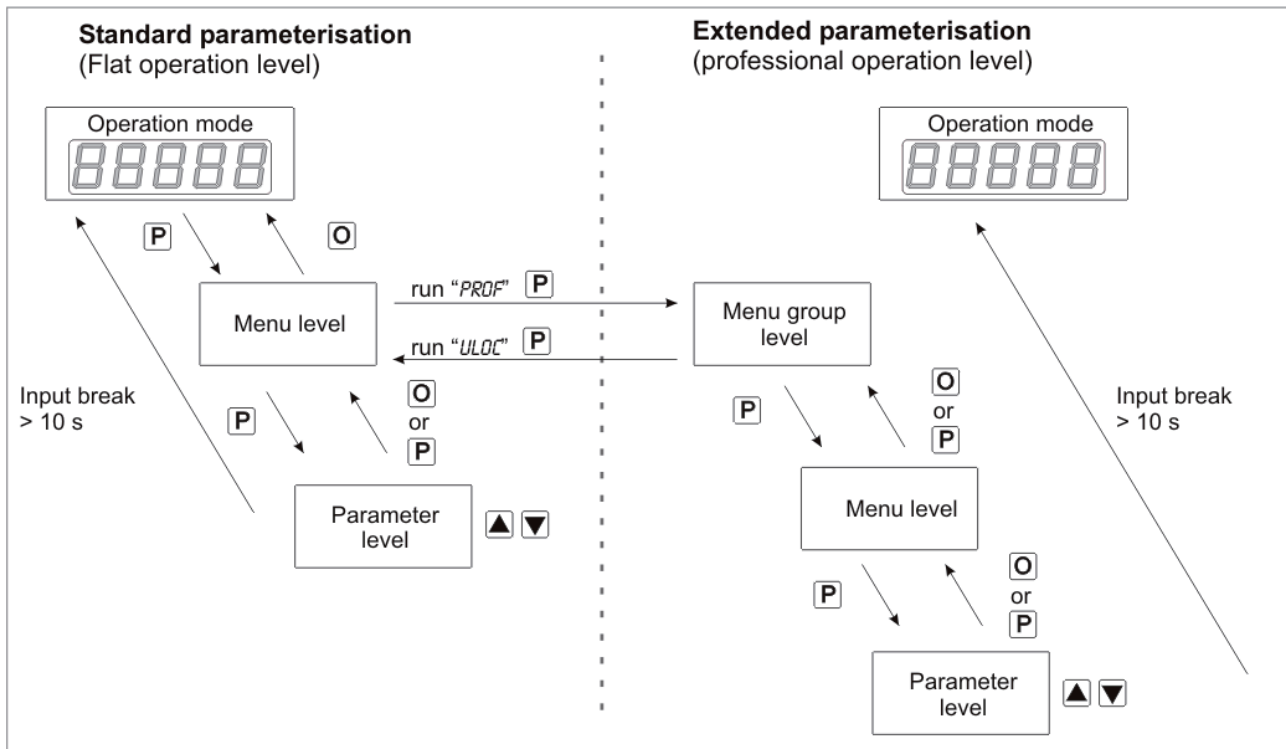 Standard parameterisation
(Flat operation level)
Extended parameterisation
(professional operation level)
Operation mode
88888
Operation mode
88888
P
O
run “PROF” P
Menu level
Menu group
level
run “ULOC” P
Input break
> 10 s
P
O
or
P
P
O
or
P
Input break
> 10 s
Parameter
level
▲ ▼
Menu level
P
O
or
P
Parameter
level
▲ ▼